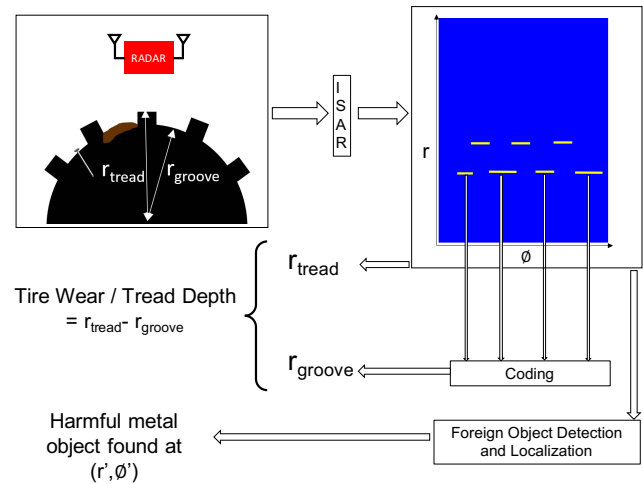 RADAR
r_tread
r_groove
I
S
A
R
r
ø
r_tread
Tire Wear / Tread Depth
= r_tread- r_groove
r_groove
Coding
Harmful metal
object found at
(r',ø')
Foreign Object Detection
and Localization